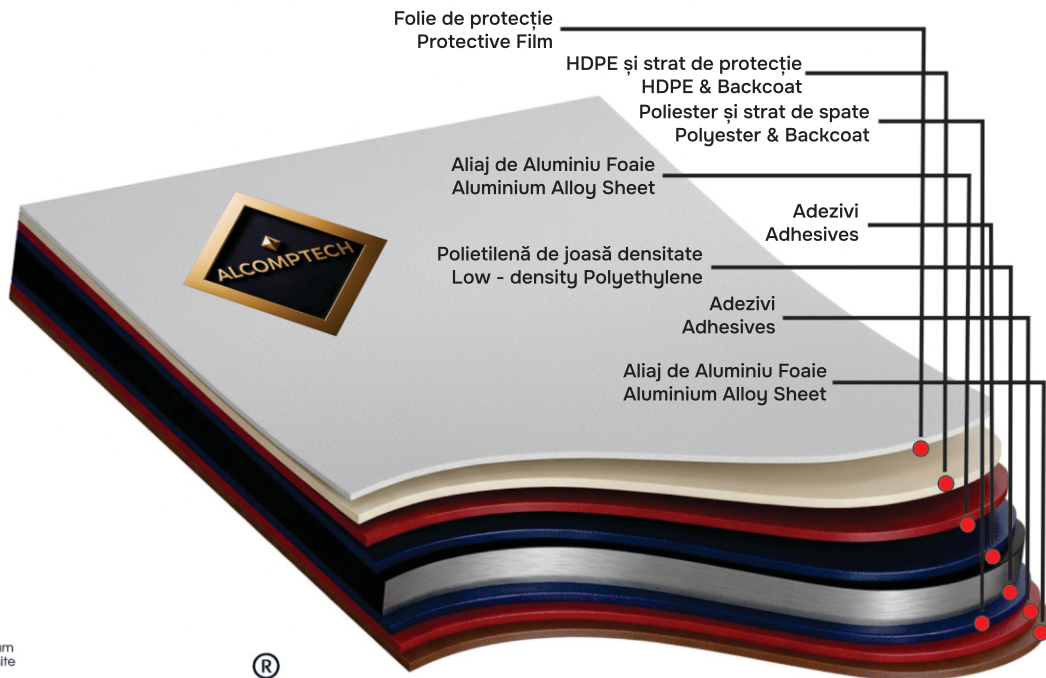 Folie de protecție
Protective Film
HDPE și strat de protecție
HDPE & Backcoat
Poliester și strat de spate
Polyester & Backcoat
Aliaj de Aluminiu Foaie
Aluminium Alloy Sheet
Adezivi
Adhesives
Polietilenă de joasă densitate
Low - density Polyethylene
Adezivi
Adhesives
Aliaj de Aluminiu Foaie
Aluminium Alloy Sheet
ALCOMPTECH
®